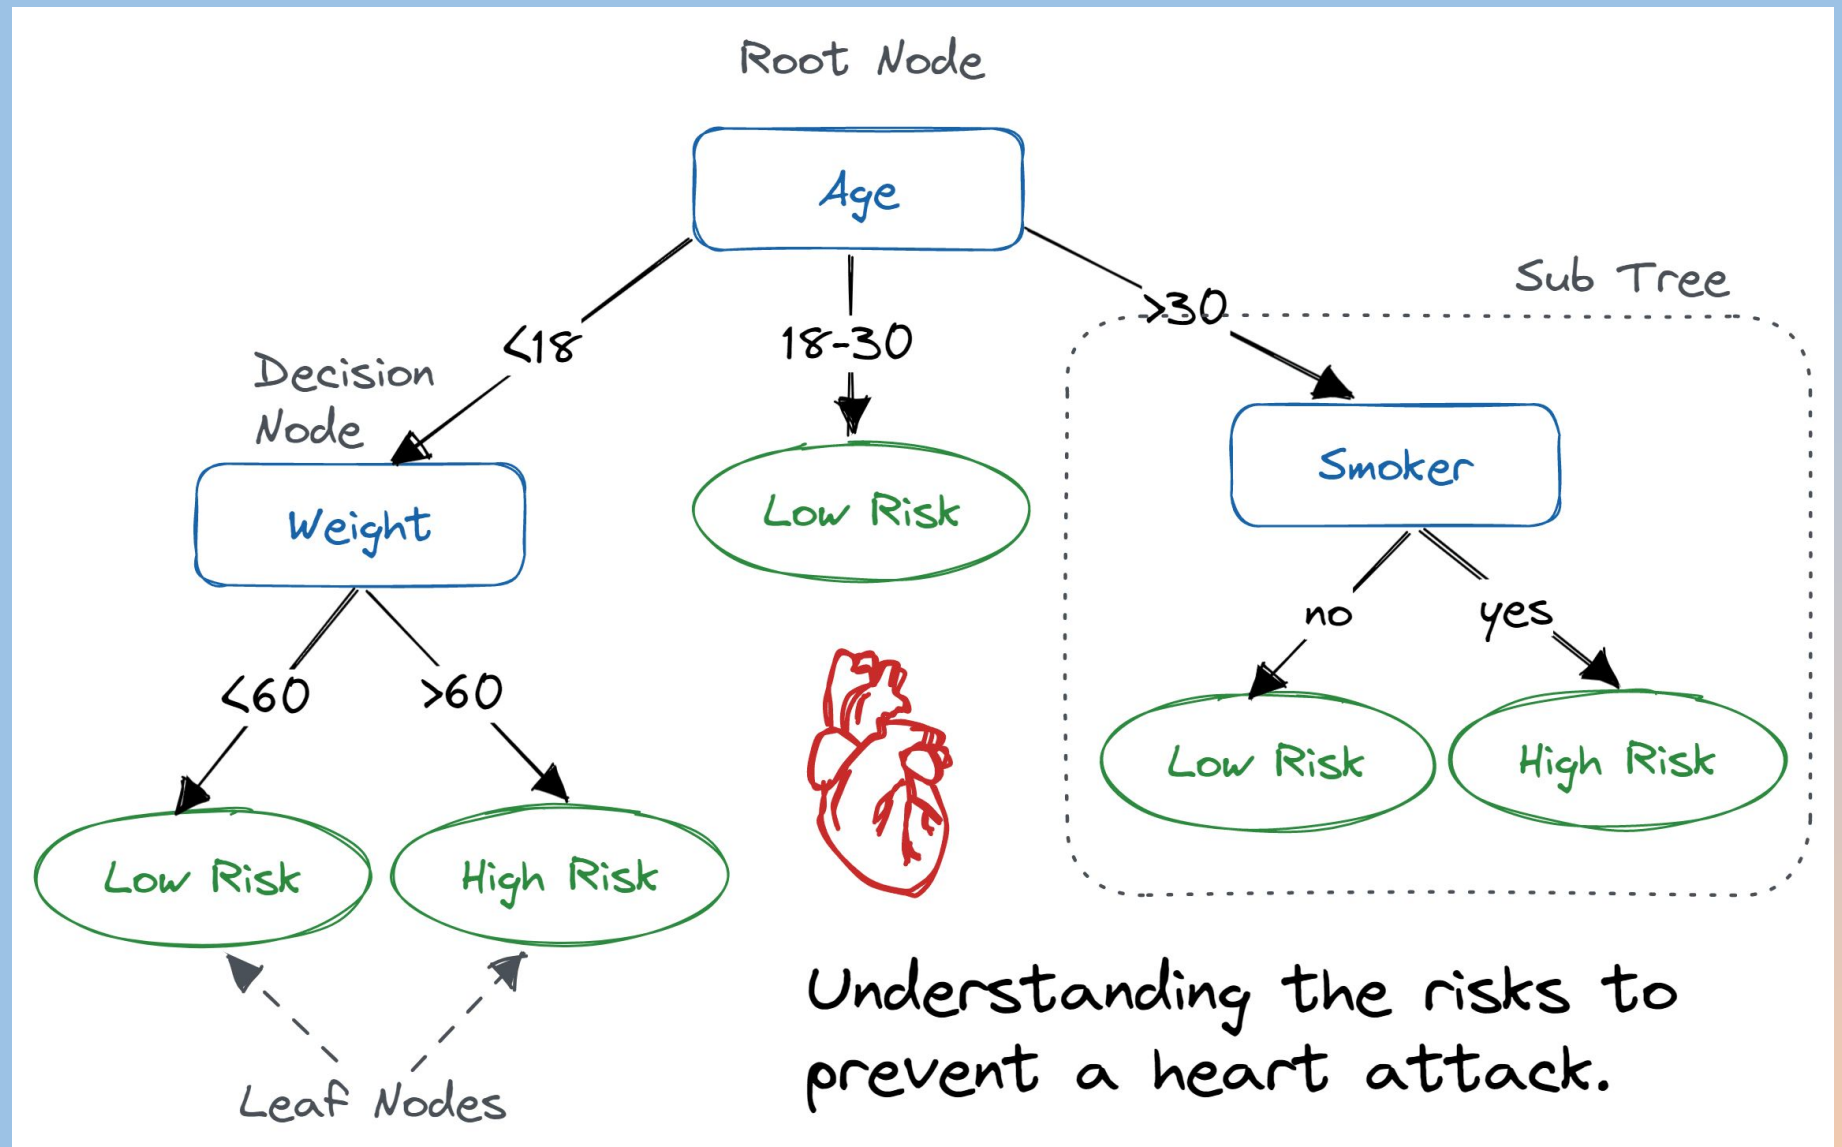 Root Node
Age
Sub Tree
>30
<18
18-30
Decision
Node
Smoker
Weight
Low Risk
no
yes
<60
>60
Low Risk
High Risk
Low Risk
High Risk
Understanding the risks to
prevent a heart attack.
Leaf Nodes